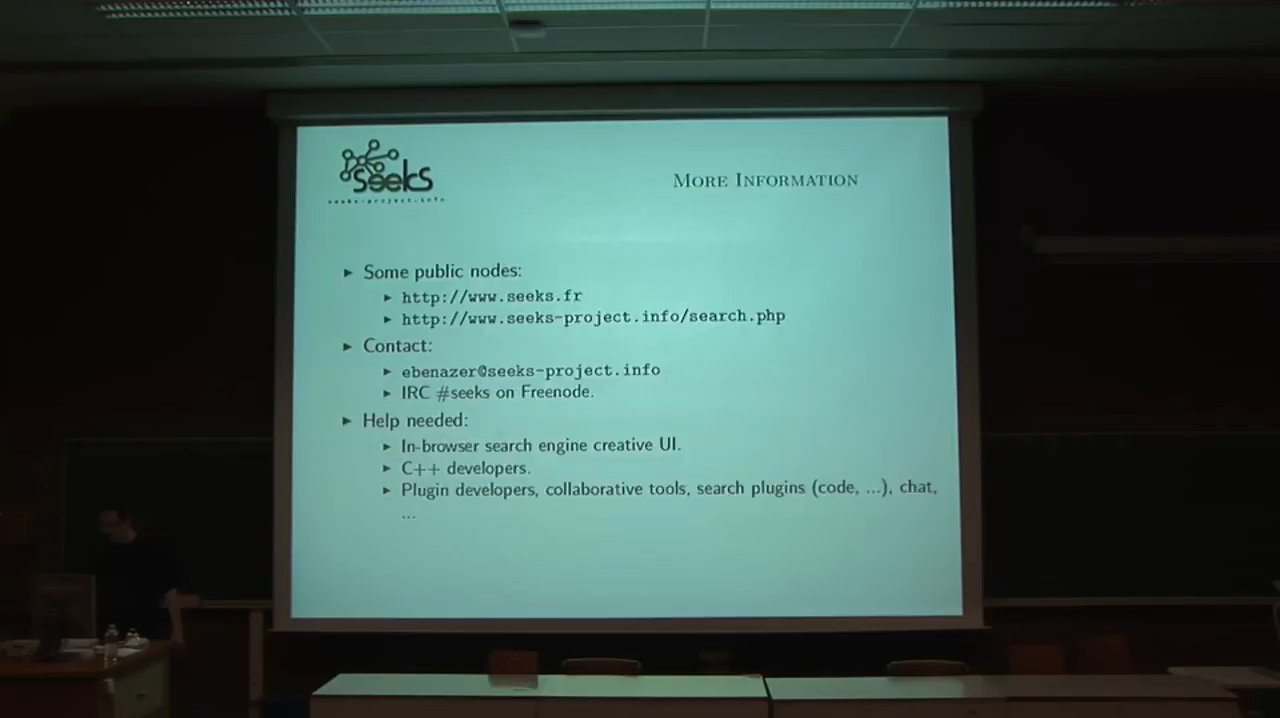 seeks
seeks-project.info
More Information
► Some public nodes:
► http://www.seeks.fr
► http://www.seeks-project.info/search.php
► Contact:
► ebenazer@seeks-project.info
► IRC #seeks on Freenode.
► Help needed:
► In-browser search engine creative UI.
► C++ developers.
► Plugin developers, collaborative tools, search plugins (code, ...), chat,
...